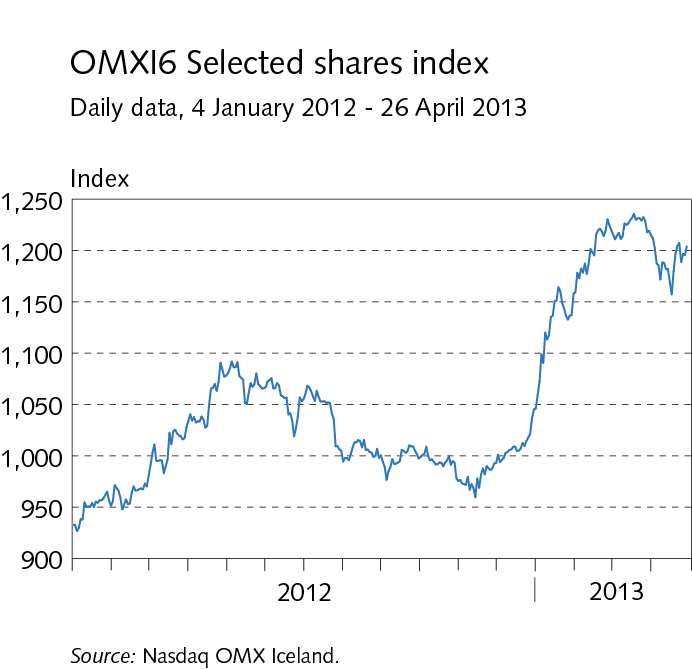 OMXI6 Selected shares index
Daily data, 4 January 2012 - 26 April 2013
Index
1,250
1,200
1,150
1,100
1,050
1,000
950
900
2012
2013
Source: Nasdaq OMX Iceland.